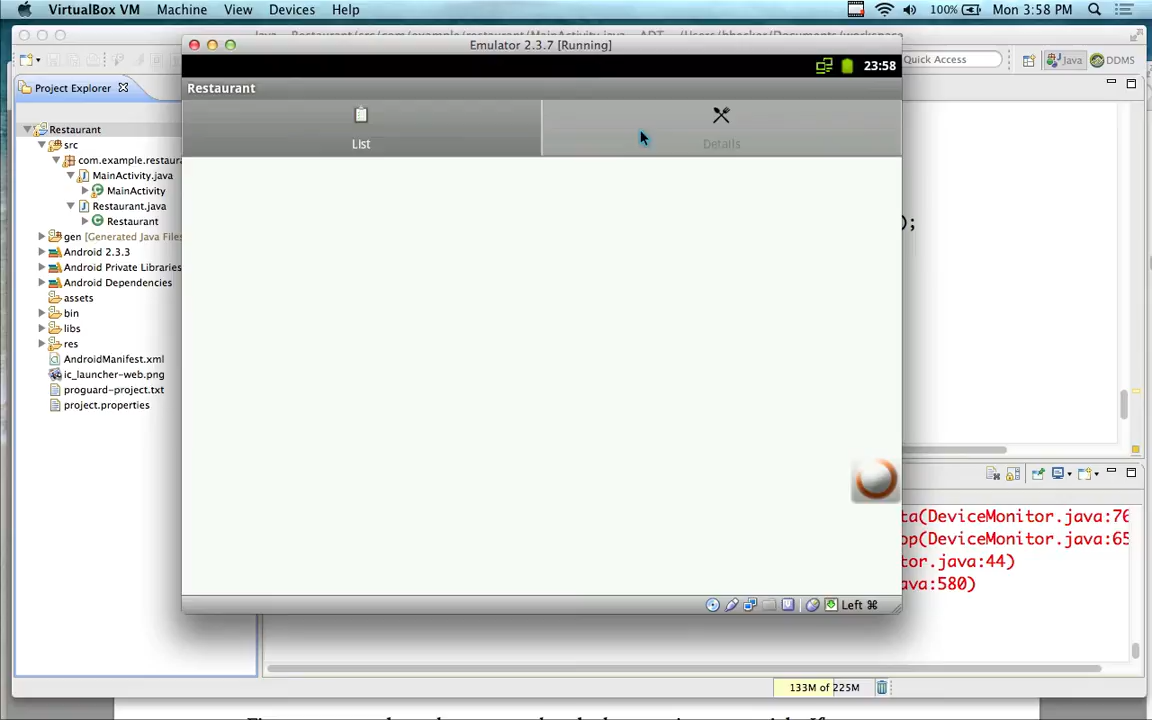 VirtualBox VM Machine View Devices Help 100% Mon 3:58 PM
Emulator 2.3.7 [Running]
Quick Access Java DDMS
23:58
Project Explorer
Restaurant
List Details
Restaurant
src
com.example.restaura
MainActivity.java
MainActivity
Restaurant.java
Restaurant
);
gen [Generated Java Files
Android 2.3.3
Android Private Libraries
Android Dependencies
assets
bin
libs
res
AndroidManifest.xml
ic_launcher-web.png
proguard-project.txt
project.properties
ta(DeviceMonitor.java:76
op(DeviceMonitor.java:65
tor.java:44)
ava:580)
Left ⌘
133M of 225M